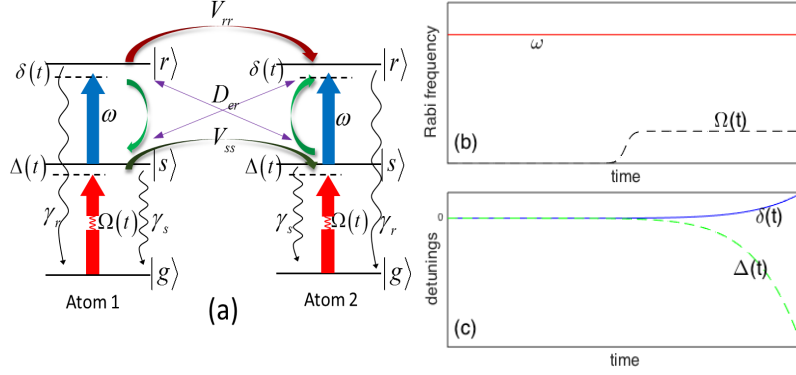 V_rr
|r⟩
|r⟩
δ(t)
δ(t)
D_er
ω
ω
V_ss
|s⟩
|s⟩
Δ(t)
Δ(t)
γ_r
Ω(t)
γ_s
γ_s
Ω(t)
γ_r
|g⟩
|g⟩
Atom 1
(a)
Atom 2
Rabi frequency
ω
Ω(t)
(b)
time
detunings
0
δ(t)
Δ(t)
(c)
time